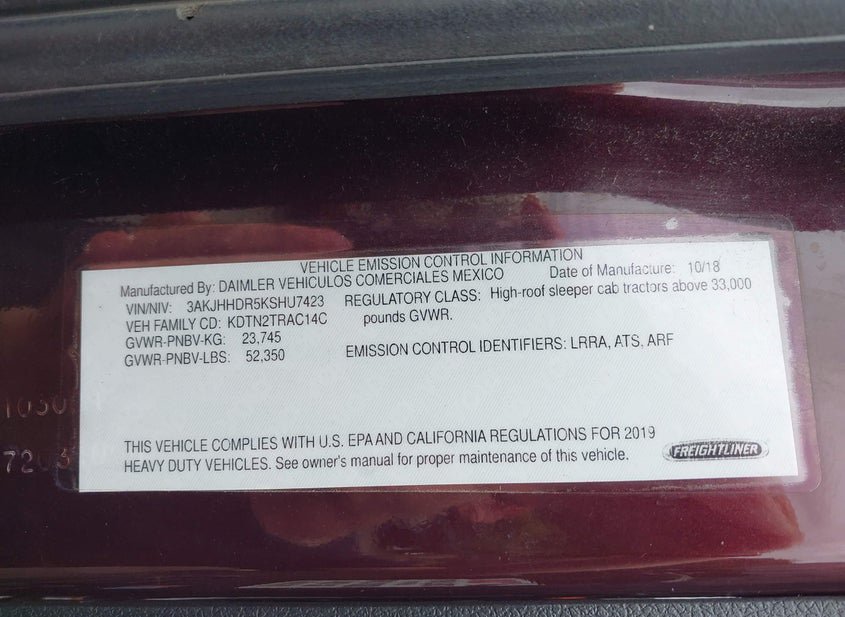 VEHICLE EMISSION CONTROL INFORMATION
Manufactured By: DAIMLER VEHICULOS COMERCIALES MEXICO Date of Manufacture: 10/18
VIN/NIV: 3AKJHHDR5KSHU7423 REGULATORY CLASS: High-roof sleeper cab tractors above 33,000
VEH FAMILY CD: KDTN2TRAC14C pounds GVWR.
GVWR-PNBV-KG: 23,745
GVWR-PNBV-LBS: 52,350 EMISSION CONTROL IDENTIFIERS: LRRA, ATS, ARF
THIS VEHICLE COMPLIES WITH U.S. EPA AND CALIFORNIA REGULATIONS FOR 2019
HEAVY DUTY VEHICLES. See owner's manual for proper maintenance of this vehicle.
FREIGHTLINER